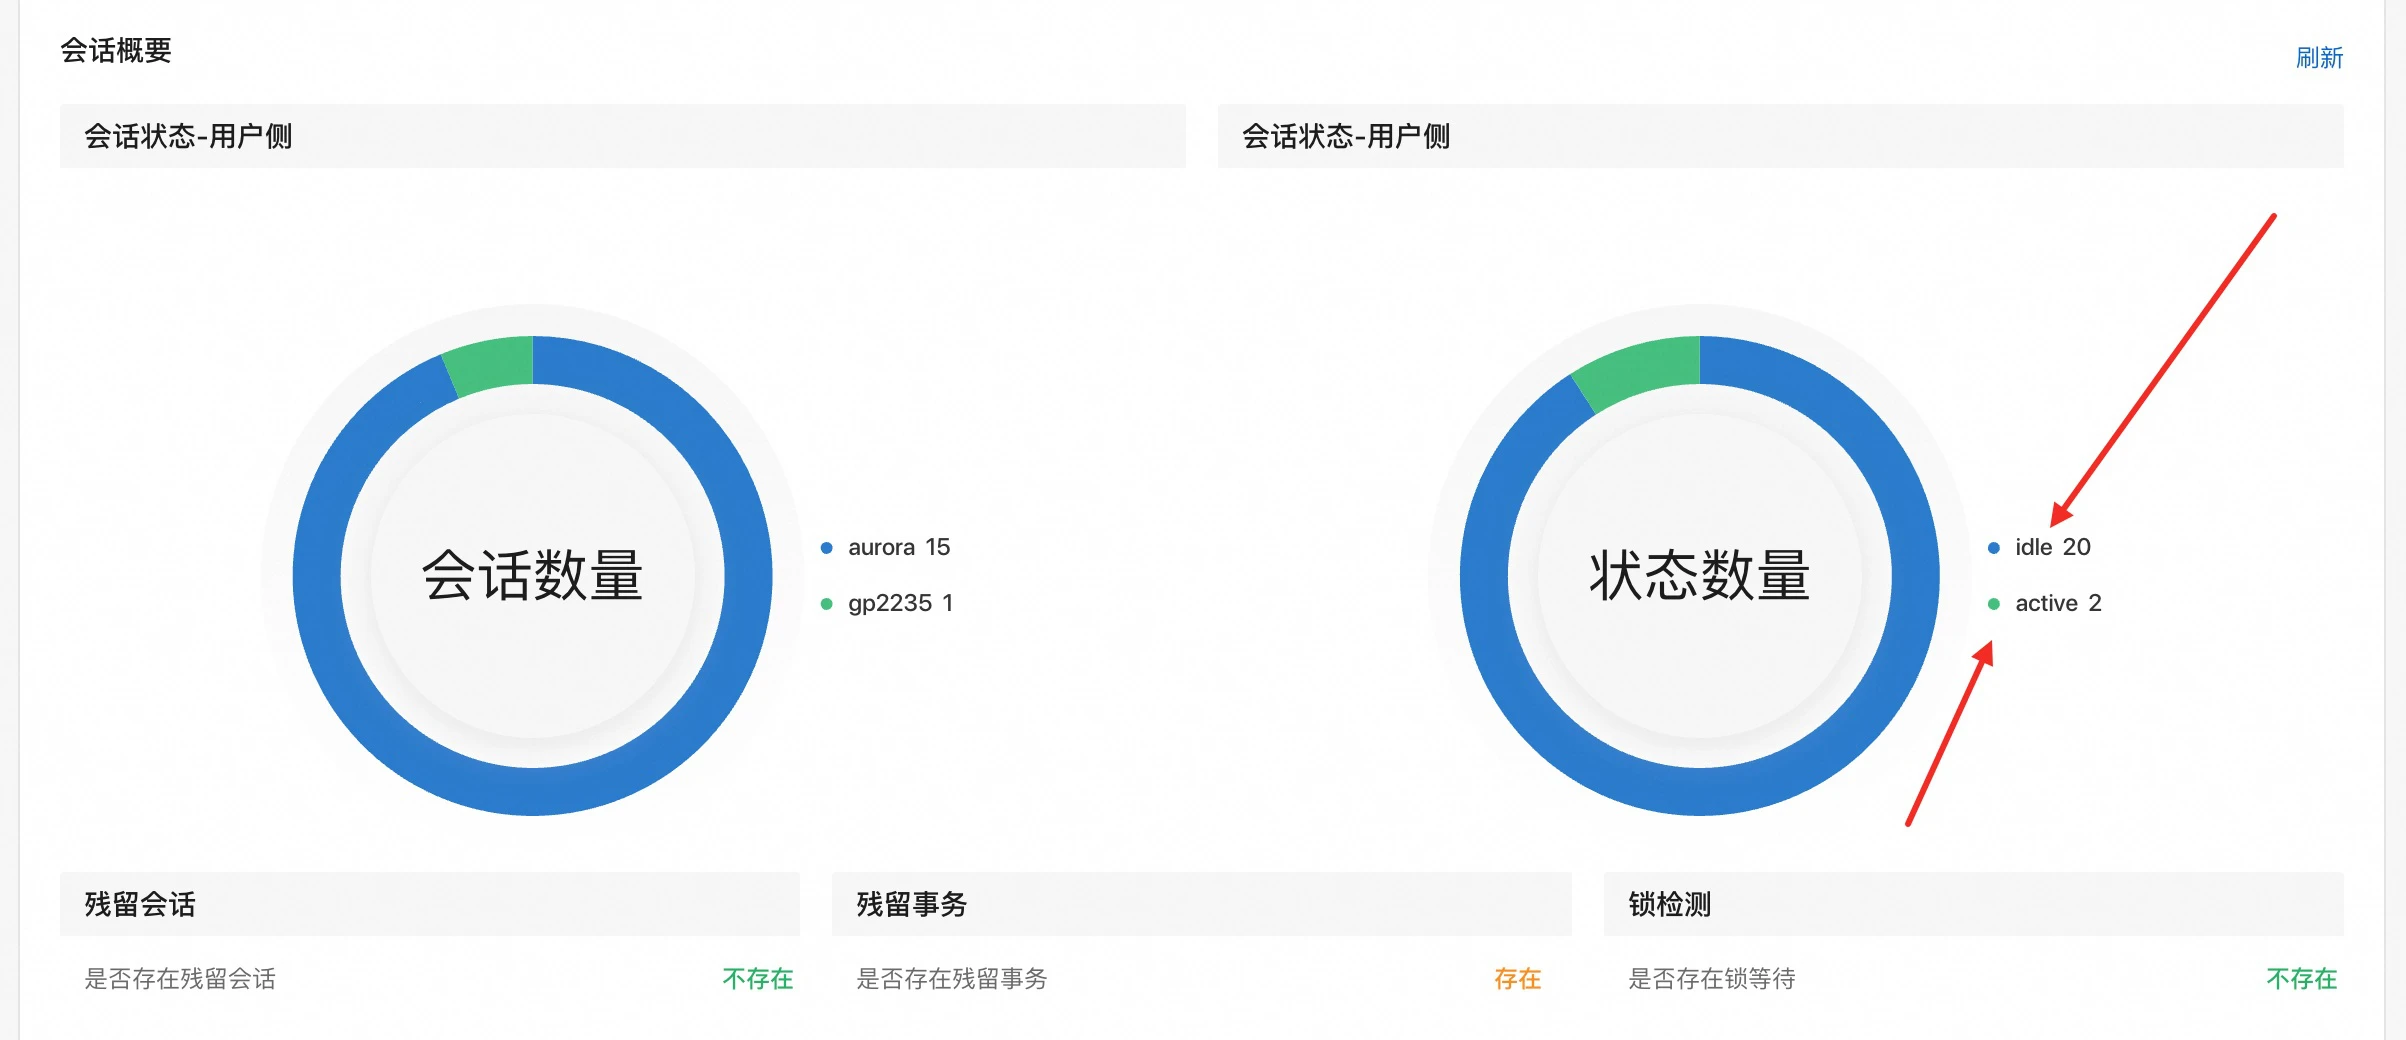 会话概要
刷新
会话状态-用户侧
会话状态-用户侧
会话数量
aurora 15
gp2235 1
状态数量
idle 20
active 2
残留会话
残留事务
锁检测
是否存在残留会话 不存在
是否存在残留事务 存在
是否存在锁等待 不存在